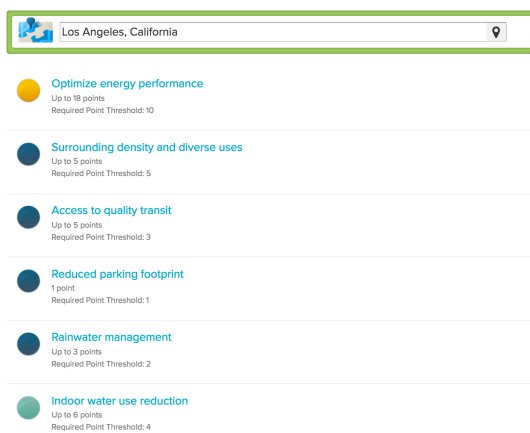 Los Angeles, California
Optimize energy performance
Up to 18 points
Required Point Threshold: 10
Surrounding density and diverse uses
Up to 5 points
Required Point Threshold: 5
Access to quality transit
Up to 5 points
Required Point Threshold: 3
Reduced parking footprint
1 point
Required Point Threshold: 1
Rainwater management
Up to 3 points
Required Point Threshold: 2
Indoor water use reduction
Up to 6 points
Required Point Threshold: 4